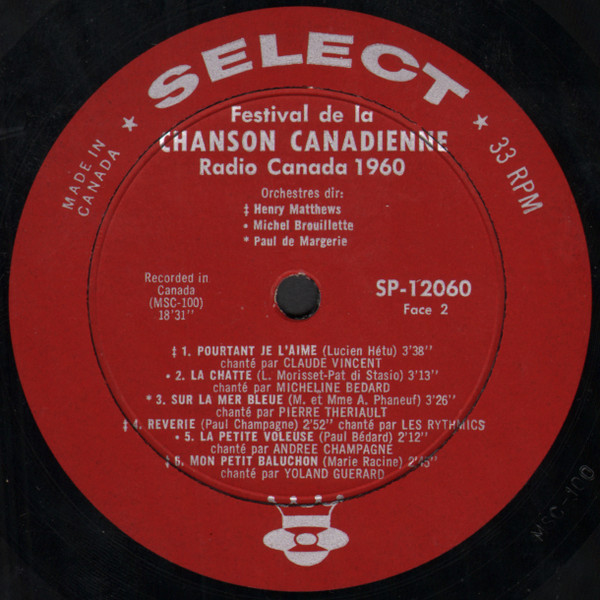 SELECT
Festival de la
CHANSON CANADIENNE
Radio Canada 1960
MADE IN
CANADA
33 RPM
Orchestres dir:
‡ Henry Matthews
• Michel Brouillette
* Paul de Margerie
Recorded in
Canada
(MSC-100)
18'31"
SP-12060
Face 2
‡ 1. POURTANT JE L'AIME (Lucien Hétu) 3'38"
chanté par CLAUDE VINCENT
• 2. LA CHATTE (L. Morisset-Pat di Stasio) 3'13"
chanté par MICHELINE BEDARD
* 3. SUR LA MER BLEUE (M. et Mme A. Phaneuf) 3'26"
chanté par PIERRE THERIAULT
‡ 4. REVERIE (Paul Champagne) 2'52" chanté par LES RYTHMICS
• 5. LA PETITE VOLEUSE (Paul Bédard) 2'12"
chanté par ANDREE CHAMPAGNE
‡ 6. MON PETIT BALUCHON (Marie Racine) 2'45"
chanté par YOLAND GUERARD
MSC-100